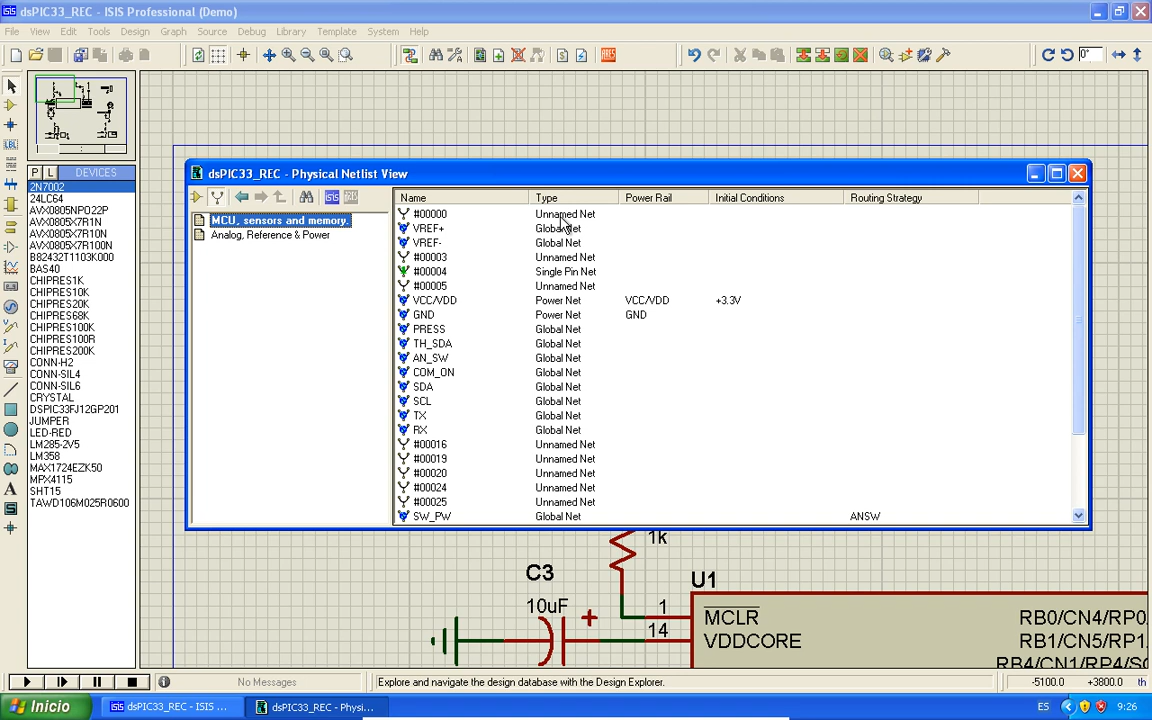 dsPIC33_REC - ISIS Professional (Demo)
File View Edit Tools Design Graph Source Debug Library Template System Help
ARES
0°
LBL
P L DEVICES
2N7002
24LC64
AVX0805NPO22P
AVX0805X7R1N
AVX0805X7R10N
AVX0805X7R100N
B82432T1103K000
BAS40
CHIPRES1K
CHIPRES10K
CHIPRES20K
CHIPRES68K
CHIPRES100K
CHIPRES100R
CHIPRES200K
CONN-H2
CONN-SIL4
CONN-SIL6
CRYSTAL
DSPIC33FJ12GP201
JUMPER
LED-RED
LM285-2V5
LM358
MAX1724EZK50
MPX4115
SHT15
TAWD106M025R0600
dsPIC33_REC - Physical Netlist View
MCU, sensors and memory.
Analog, Reference & Power
Name Type Power Rail Initial Conditions Routing Strategy
#00000 Unnamed Net
VREF+ Global Net
VREF- Global Net
#00003 Unnamed Net
#00004 Single Pin Net
#00005 Unnamed Net
VCC/VDD Power Net VCC/VDD +3.3V
GND Power Net GND
PRESS Global Net
TH_SDA Global Net
AN_SW Global Net
COM_ON Global Net
SDA Global Net
SCL Global Net
TX Global Net
RX Global Net
#00016 Unnamed Net
#00019 Unnamed Net
#00020 Unnamed Net
#00024 Unnamed Net
#00025 Unnamed Net
SW_PW Global Net ANSW
1k
C3
10uF
U1
1
14
MCLR
VDDCORE
RB0/CN4/RP0
RB1/CN5/RP1
RB4/CN1/RP4/S
No Messages
Explore and navigate the design database with the Design Explorer.
-5100.0 +3800.0 th
Inicio
dsPIC33_REC - ISIS ...
dsPIC33_REC - Physi...
ES
9:26